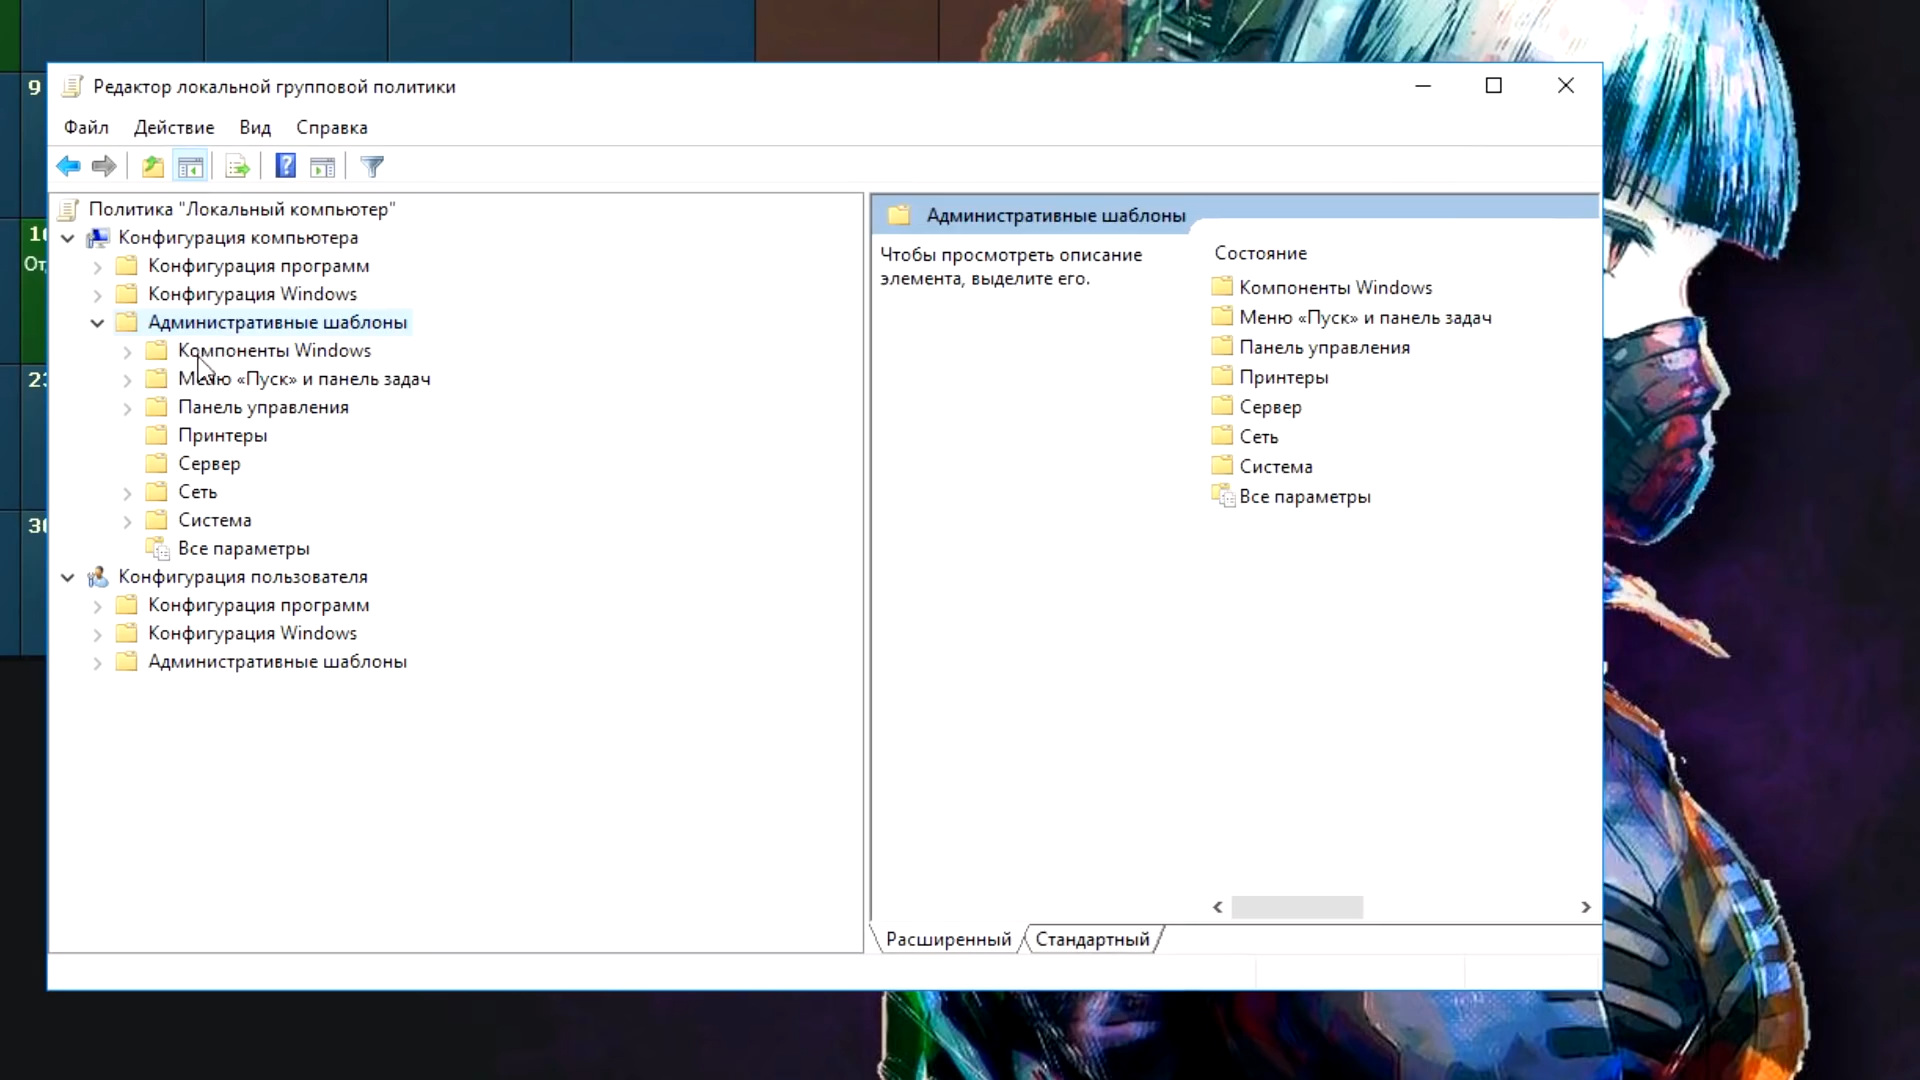 Редактор локальной групповой политики
Файл Действие Вид Справка
Политика "Локальный компьютер"
Конфигурация компьютера
Конфигурация программ
Конфигурация Windows
Административные шаблоны
Компоненты Windows
Меню «Пуск» и панель задач
Панель управления
Принтеры
Сервер
Сеть
Система
Все параметры
Конфигурация пользователя
Конфигурация программ
Конфигурация Windows
Административные шаблоны
Административные шаблоны
Чтобы просмотреть описание
элемента, выделите его.
Состояние
Компоненты Windows
Меню «Пуск» и панель задач
Панель управления
Принтеры
Сервер
Сеть
Система
Все параметры
Расширенный Стандартный
9